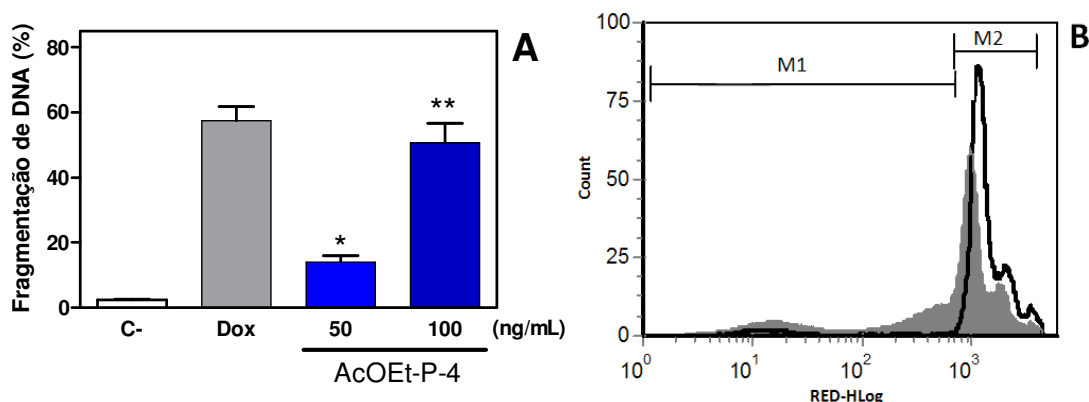 A
Fragmentação de DNA (%)
80
60
40
20
0
*
**
C-
Dox
50
100
(ng/mL)
AcOEt-P-4
B
Count
100
75
50
25
0
M1
M2
10^0
10^1
10^2
10^3
RED-HLog